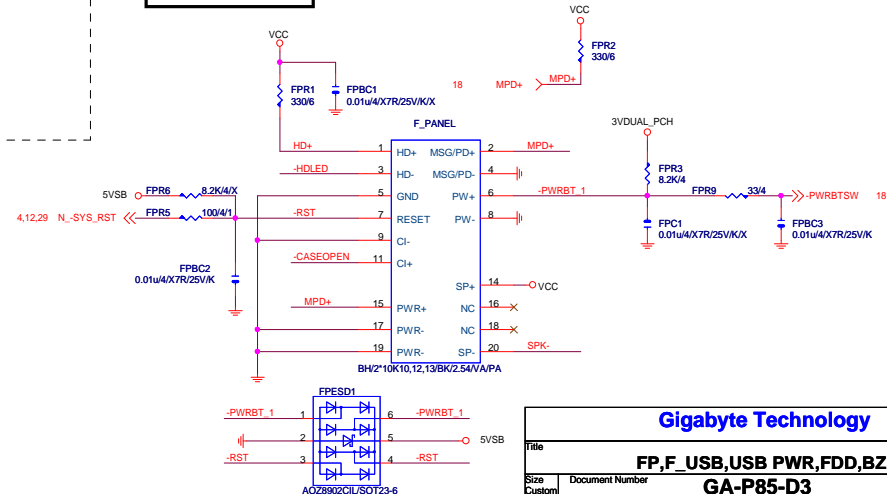 VCC
VCC
FPR2
330/6
FPR1
330/6
FPBC1
0.01u/4/X7R/25V/K/X
18 MPD+ MPD+
F_PANEL
3VDUAL_PCH
HD+ 1 HD+ MSG/PD+ 2 MPD+
-HDLED 3 HD- MSG/PD- 4
FPR3
8.2K/4
5VSB FPR6 8.2K/4/X
5 GND PW+ 6 -PWRBT_1
FPR9 33/4 -PWRBTSW 18
4,12,29 N_-SYS_RST FPR5 100/4/1 -RST 7 RESET PW- 8
FPC1
0.01u/4/X7R/25V/K/X
FPBC3
0.01u/4/X7R/25V/K
9 CI-
FPBC2
0.01u/4/X7R/25V/K
-CASEOPEN 11 CI+
SP+ 14 VCC
MPD+ 15 PWR+ NC 16
17 PWR- NC 18
19 PWR- SP- 20 SPK-
BH/2*10K10,12,13/BK/2.54/VA/PA
FPESD1
-PWRBT_1 1 6 -PWRBT_1
2 5 5VSB
-RST 3 4 -RST
AOZ8902CIL/SOT23-6
Gigabyte Technology
Title
FP,F_USB,USB PWR,FDD,BZ
Size Document Number
Custom GA-P85-D3